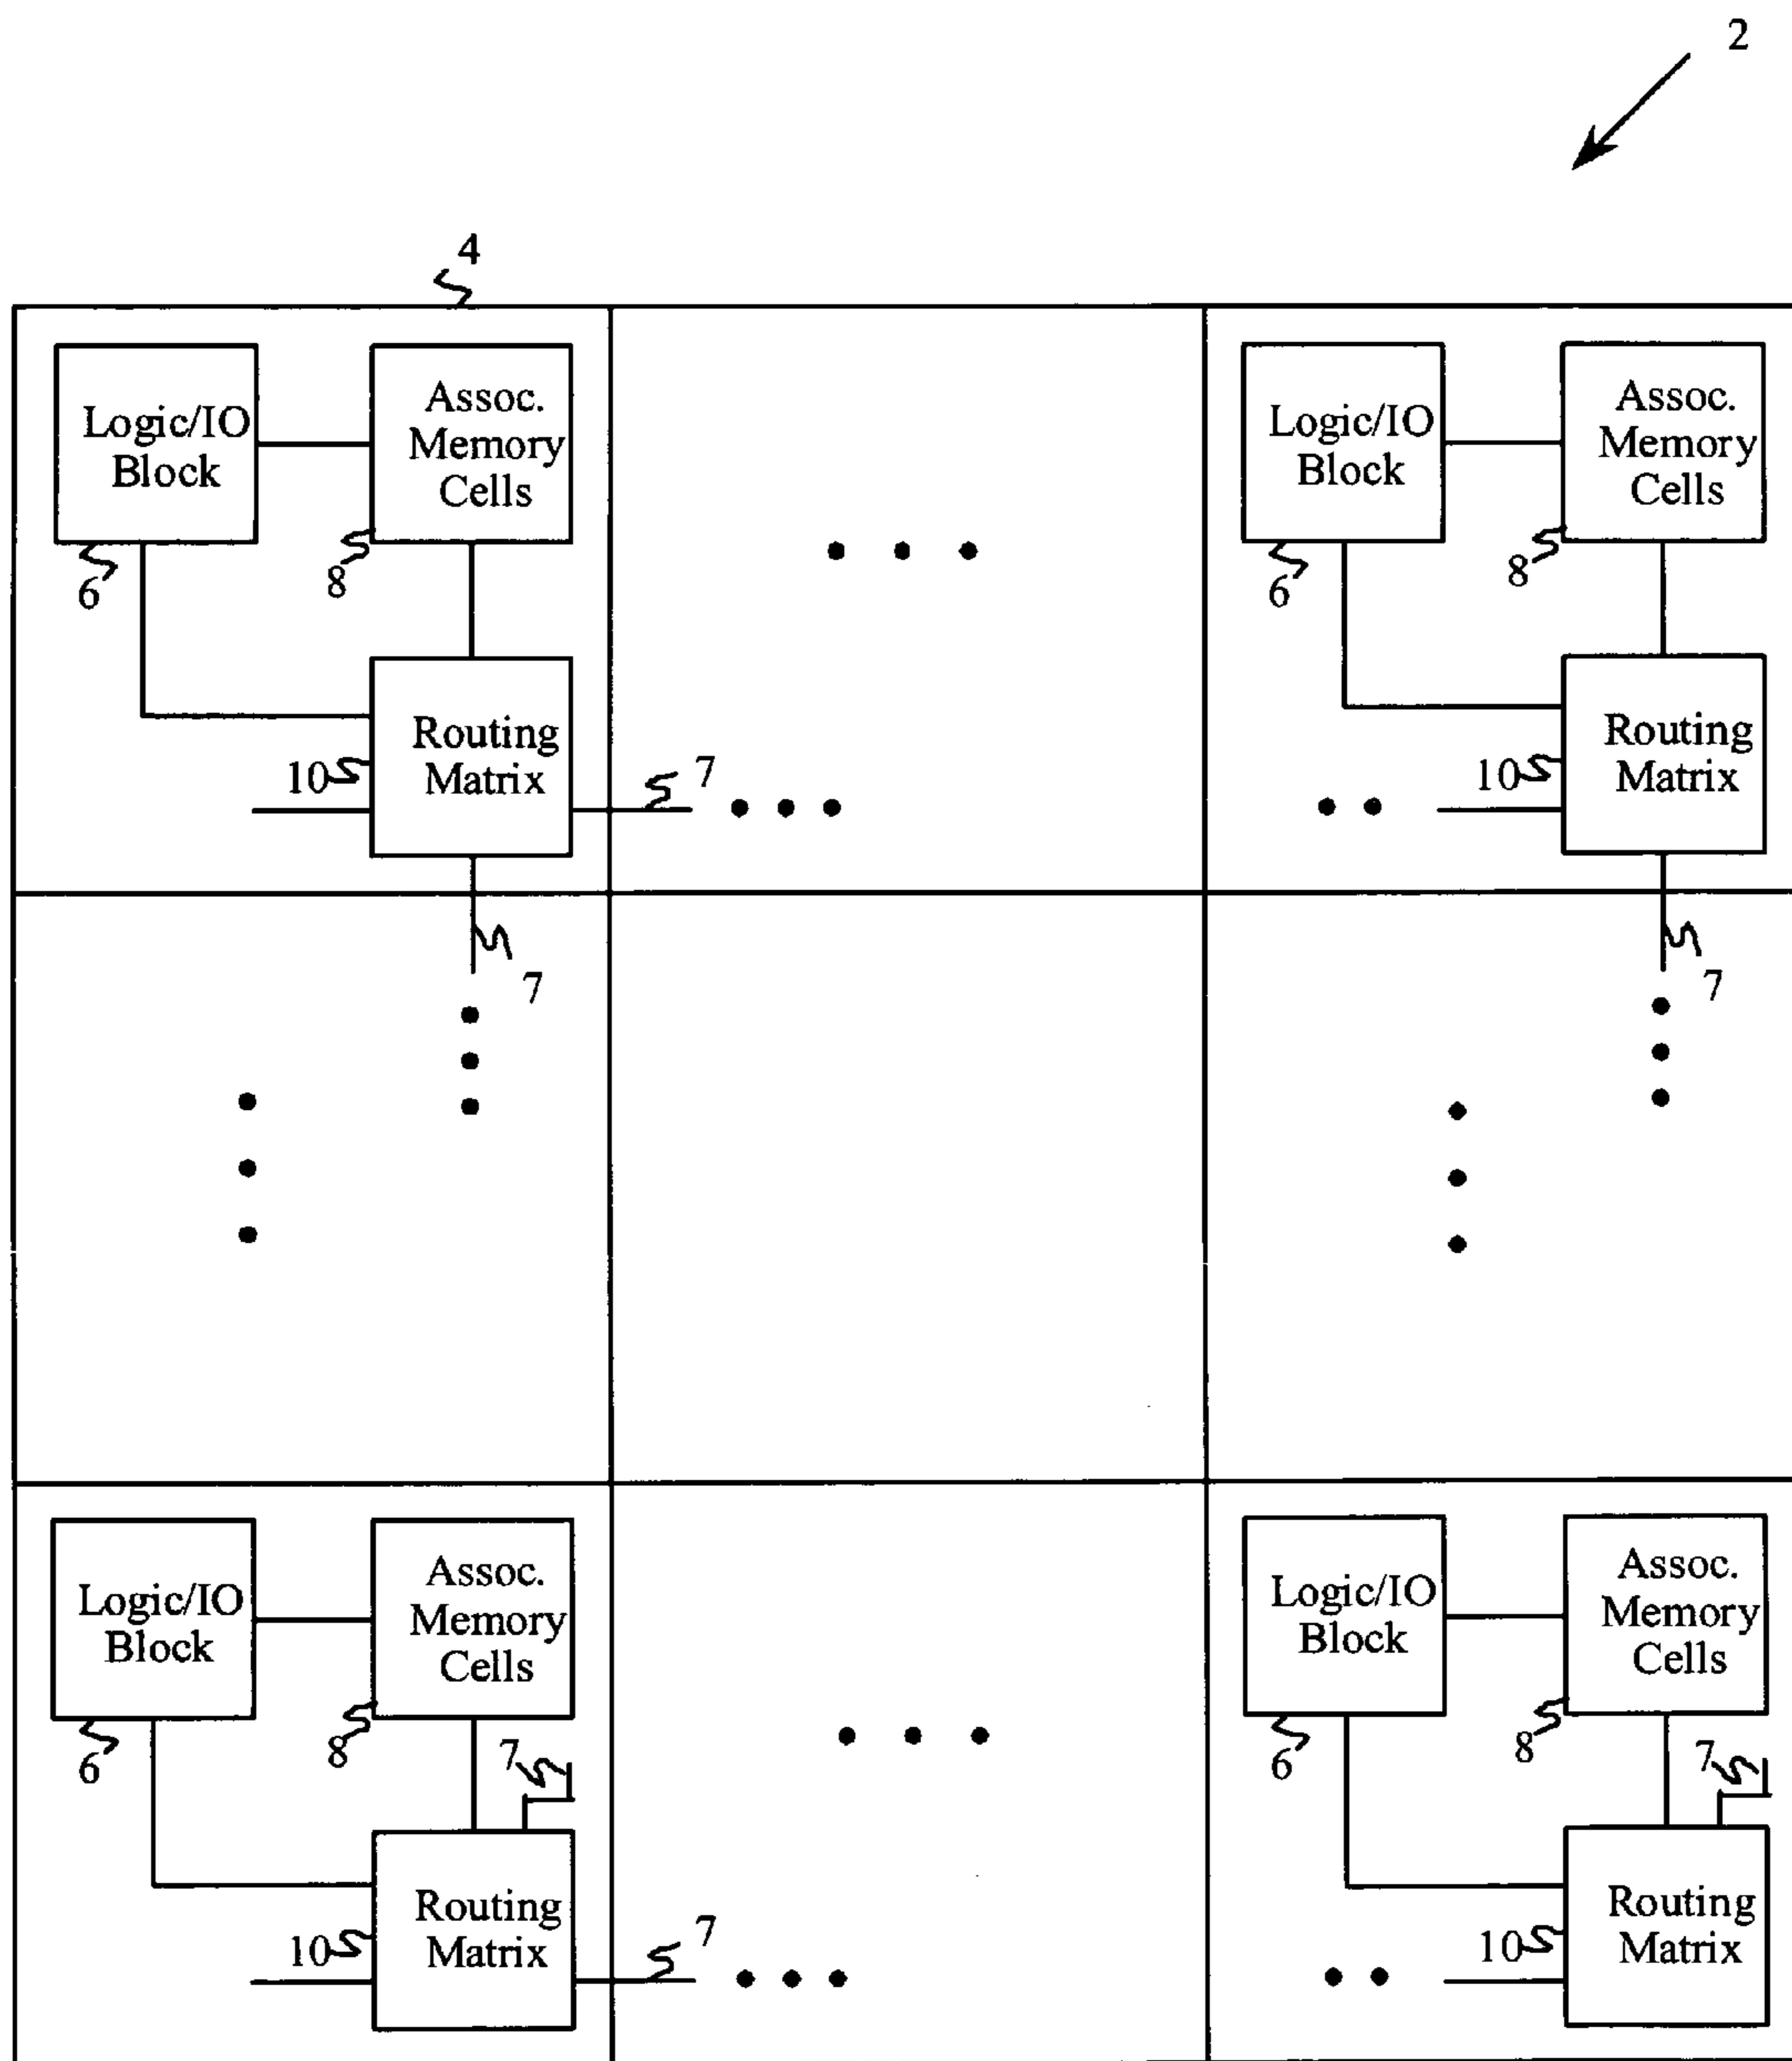 2
4
Logic/IO
Block
Assoc.
Memory
Cells
6
8
Routing
Matrix
10
7
7
Logic/IO
Block
Assoc.
Memory
Cells
6
8
Routing
Matrix
10
7
Logic/IO
Block
Assoc.
Memory
Cells
6
8
7
Routing
Matrix
10
7
Logic/IO
Block
Assoc.
Memory
Cells
6
8
7
Routing
Matrix
10